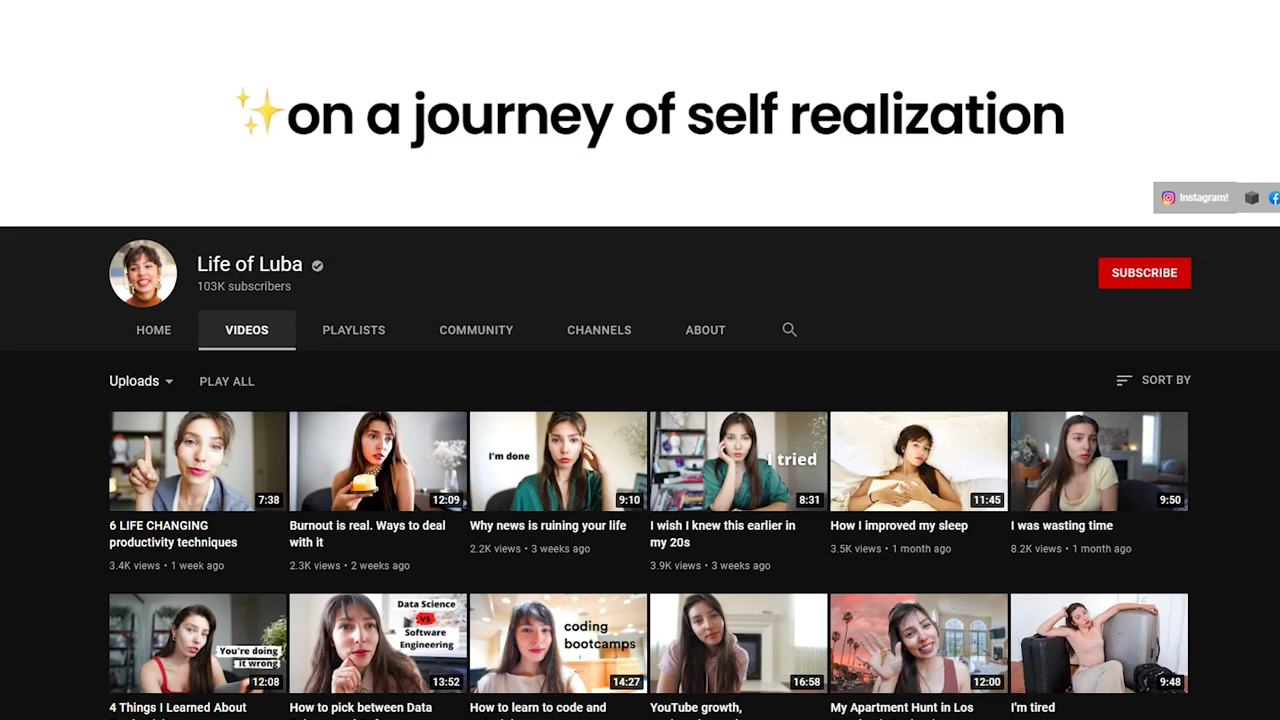 ✨on a journey of self realization
Instagram!
Life of Luba
103K subscribers
SUBSCRIBE
HOME
VIDEOS
PLAYLISTS
COMMUNITY
CHANNELS
ABOUT
Uploads
PLAY ALL
SORT BY
7:38
6 LIFE CHANGING
productivity techniques
3.4K views • 1 week ago
12:09
Burnout is real. Ways to deal
with it
2.3K views • 2 weeks ago
I'm done
9:10
Why news is ruining your life
2.2K views • 3 weeks ago
I tried
8:31
I wish I knew this earlier in
my 20s
3.9K views • 3 weeks ago
11:45
How I improved my sleep
3.5K views • 1 month ago
9:50
I was wasting time
8.2K views • 1 month ago
You're doing
it wrong
12:08
4 Things I Learned About
Data Science
vs
Software
Engineering
13:52
How to pick between Data
coding
bootcamps
14:27
How to learn to code and
16:58
YouTube growth,
12:00
My Apartment Hunt in Los
9:48
I'm tired